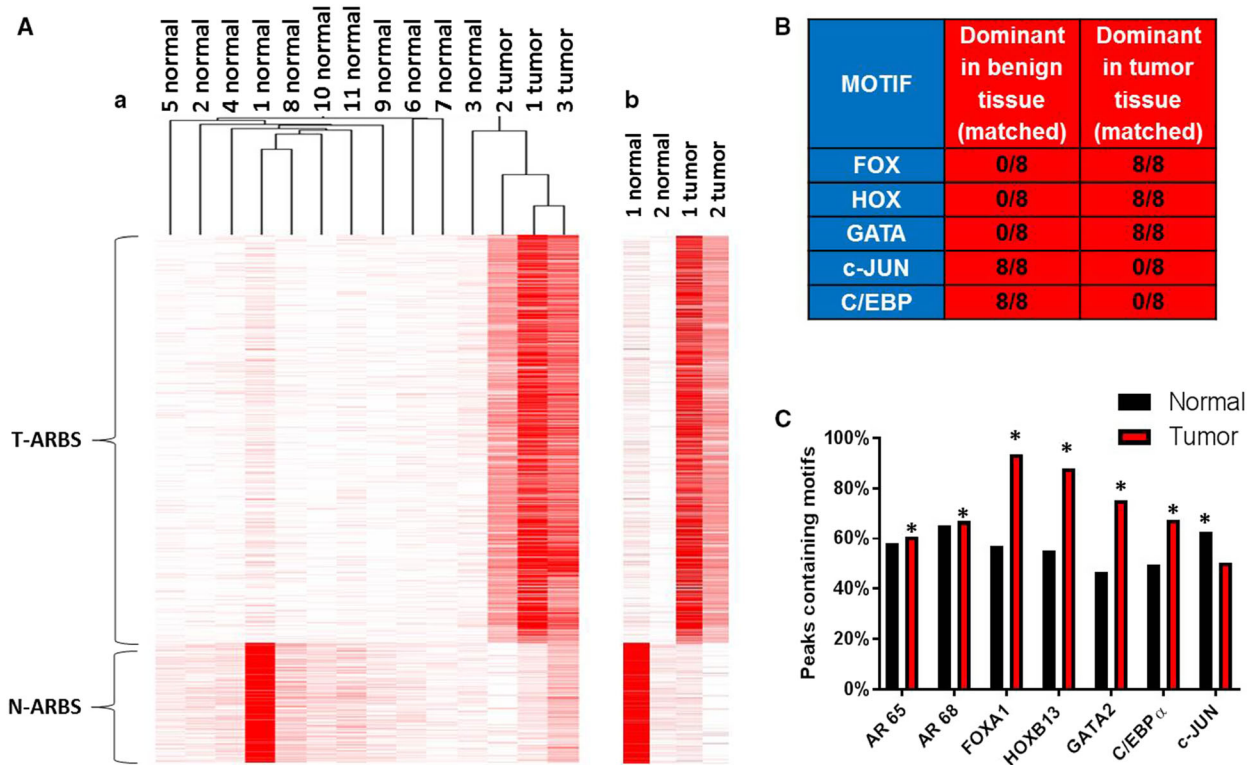 A
a
5 normal
2 normal
4 normal
1 normal
8 normal
10 normal
11 normal
9 normal
6 normal
7 normal
3 normal
2 tumor
1 tumor
3 tumor
T-ARBS
N-ARBS
b
1 normal
2 normal
1 tumor
2 tumor
B
MOTIF
Dominant
in benign
tissue
(matched)
Dominant
in tumor
tissue
(matched)
FOX 0/8 8/8
HOX 0/8 8/8
GATA 0/8 8/8
c-JUN 8/8 0/8
C/EBP 8/8 0/8
C
Normal
Tumor
Peaks containing motifs
100%
80%
60%
40%
20%
0%
* * * * * * *
AR 65
AR 68
FOXA1
HOXB13
GATA2
C/EBPα
c-JUN